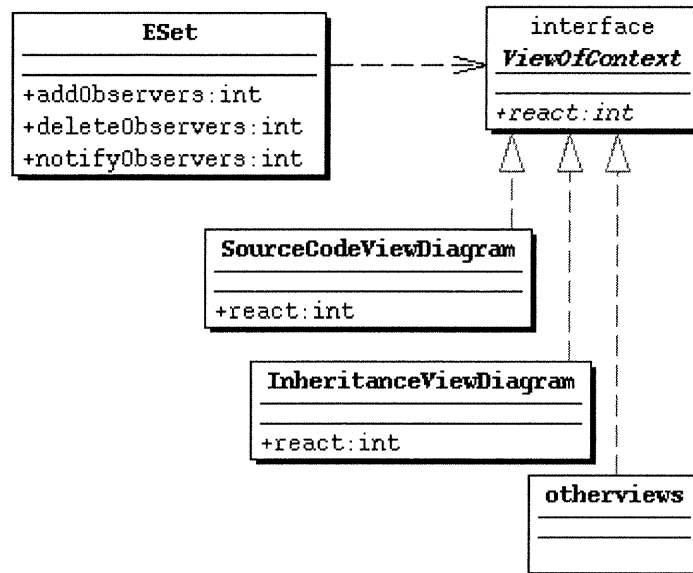 ESet
+addObservers:int
+deleteObservers:int
+notifyObservers:int
interface
ViewOfContext
+react:int
SourceCodeViewDiagram
+react:int
InheritanceViewDiagram
+react:int
otherviews